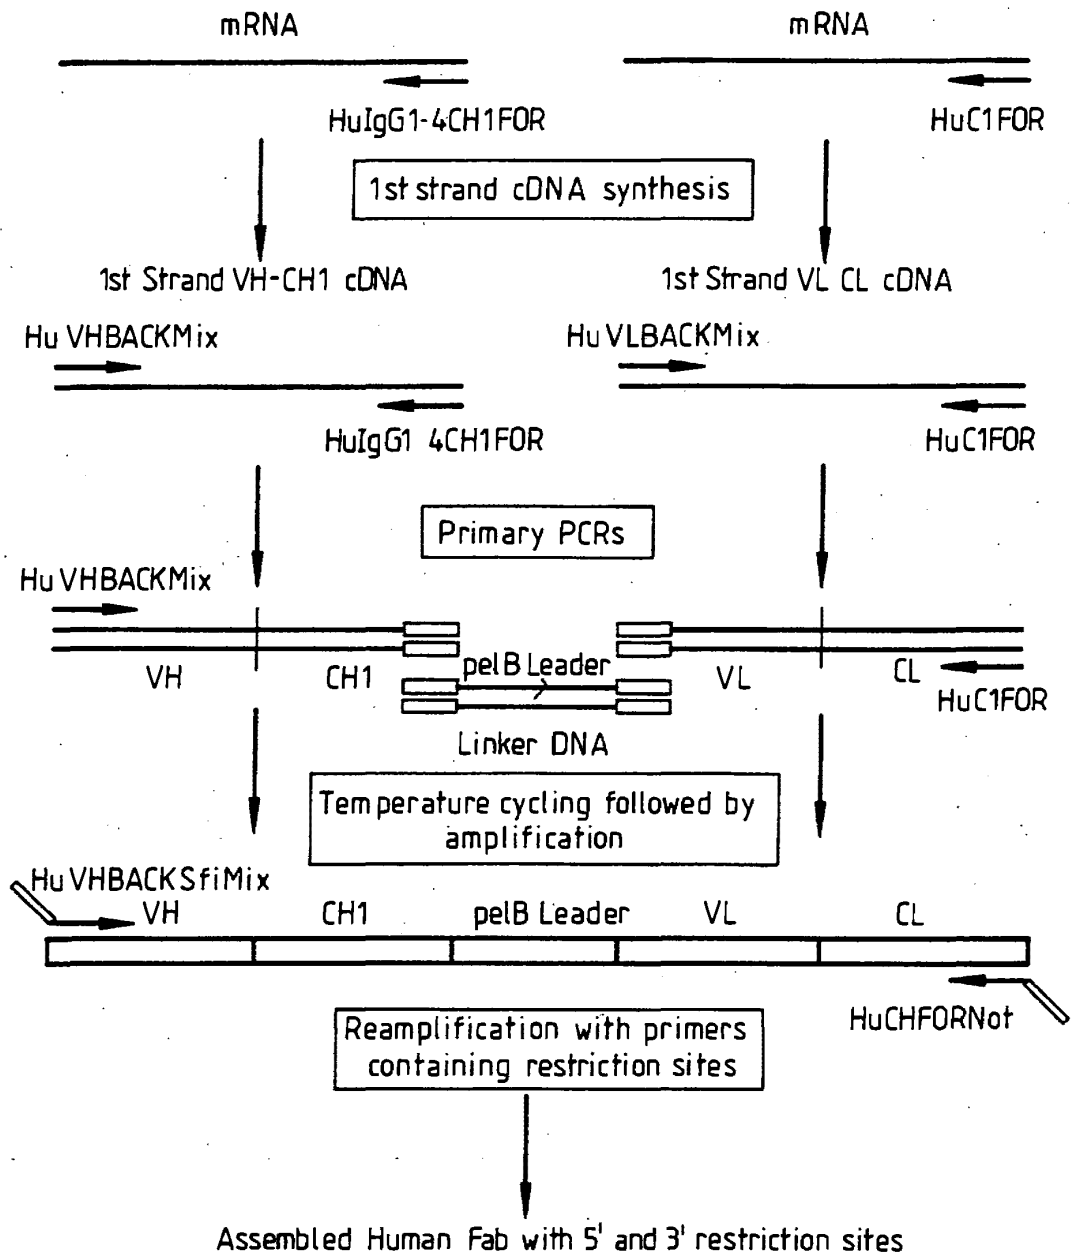 mRNA
mRNA
HuIgG1-4CH1FOR
HuC1FOR
1st strand cDNA synthesis
1st Strand VH-CH1 cDNA
1st Strand VL CL cDNA
Hu VHBACKMix
Hu VLBACKMix
HuIgG1 4CH1FOR
HuC1FOR
Primary PCRs
Hu VHBACKMix
VH
CH1
pelB Leader
VL
CL
HuC1FOR
Linker DNA
Temperature cycling followed by
amplification
Hu VHBACKSfiMix
VH
CH1
pelB Leader
VL
CL
HuCHFORNot
Reamplification with primers
containing restriction sites
Assembled Human Fab with 5' and 3' restriction sites